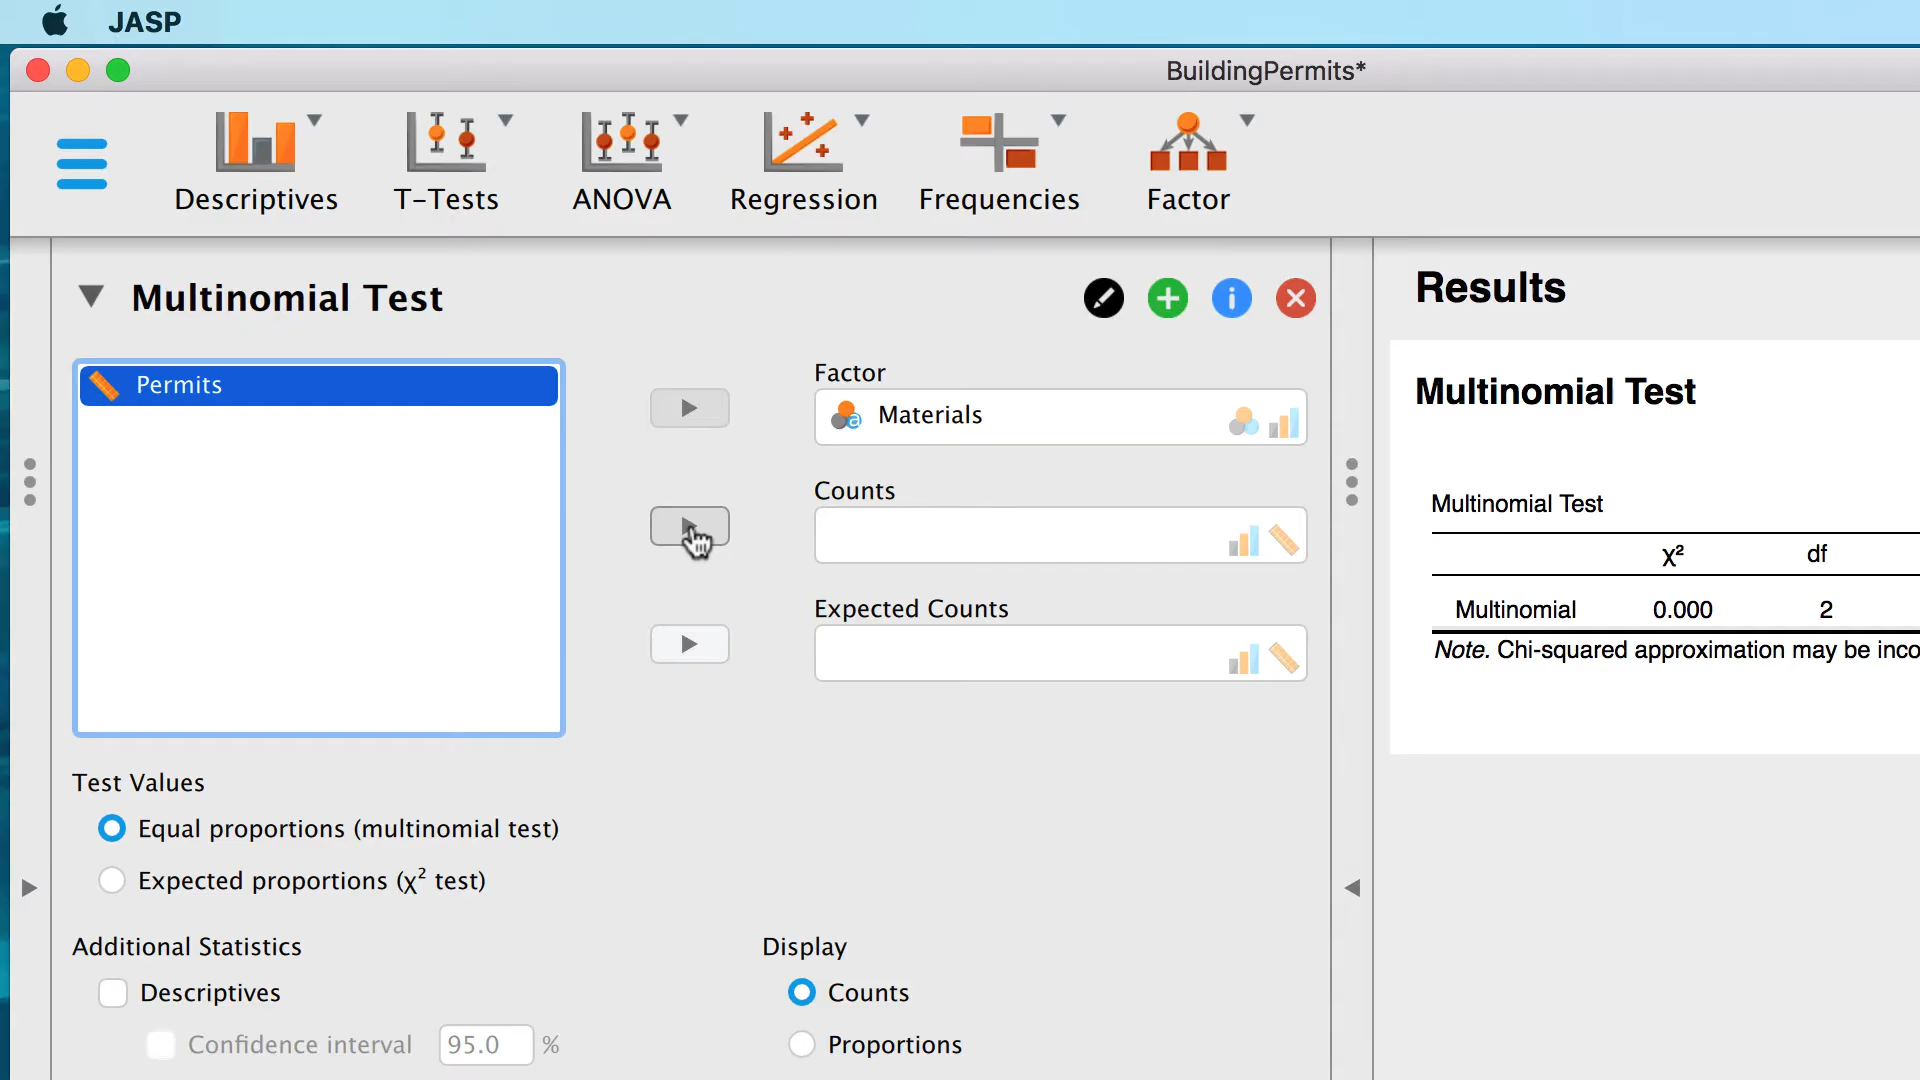 JASP
BuildingPermits*
Descriptives
T-Tests
ANOVA
Regression
Frequencies
Factor
Multinomial Test
Permits
Factor
Materials
Counts
Expected Counts
Test Values
Equal proportions (multinomial test)
Expected proportions (χ² test)
Additional Statistics
Descriptives
Confidence interval 95.0 %
Display
Counts
Proportions
Results
Multinomial Test
Multinomial Test
χ² df
Multinomial 0.000 2
Note. Chi-squared approximation may be inco